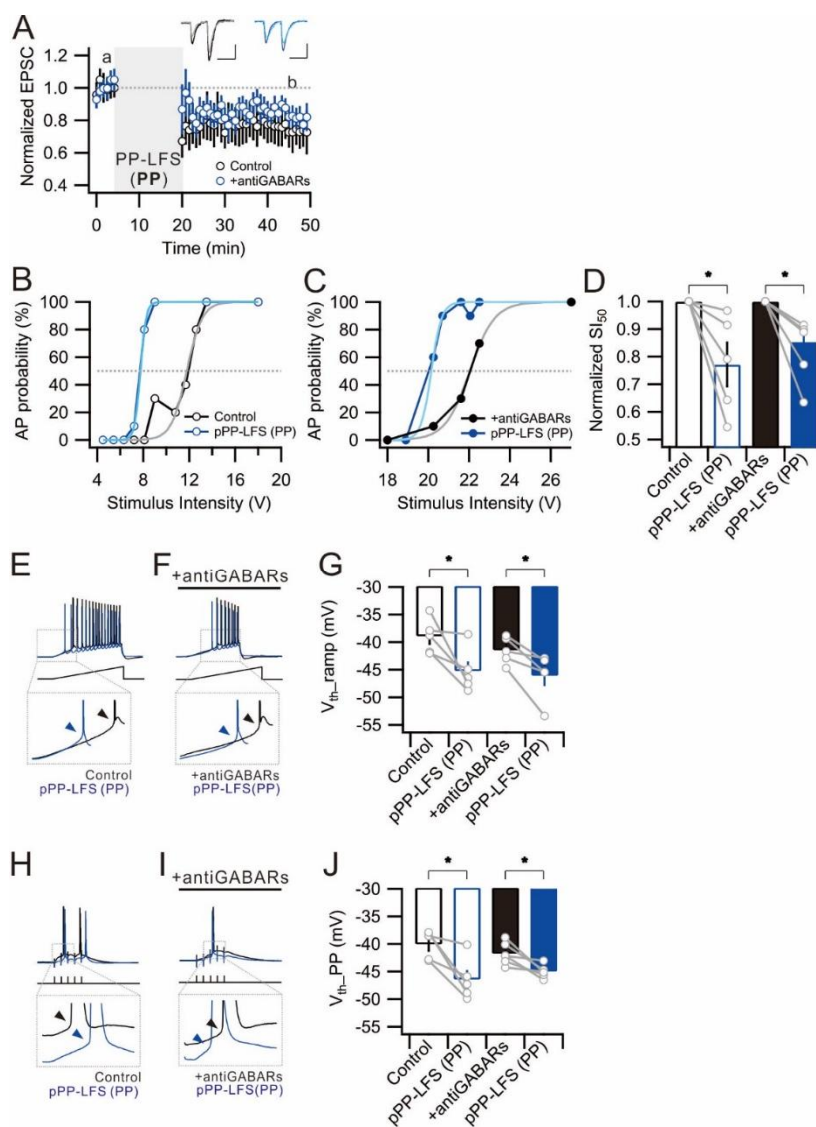 A
Normalized EPSC
1.2
1.0
0.8
0.6
0.4
a
b
PP-LFS
(PP)
Control
+antiGABARs
0 10 20 30 40 50
Time (min)
B
AP probability (%)
100
80
60
40
20
0
Control
pPP-LFS (PP)
4 8 12 16 20
Stimulus Intensity (V)
C
AP probability (%)
100
80
60
40
20
0
+antiGABARs
pPP-LFS (PP)
18 20 22 24 26
Stimulus Intensity (V)
D
Normalized SI50
1.0
0.9
0.8
0.7
0.6
0.5
*
*
Control
pPP-LFS (PP)
+antiGABARs
pPP-LFS (PP)
E
Control
pPP-LFS (PP)
F
+antiGABARs
+antiGABARs
pPP-LFS(PP)
G
Vth_ramp (mV)
-30
-35
-40
-45
-50
-55
*
*
Control
pPP-LFS (PP)
+antiGABARs
pPP-LFS (PP)
H
Control
pPP-LFS (PP)
I
+antiGABARs
+antiGABARs
pPP-LFS(PP)
J
Vth_PP (mV)
-30
-35
-40
-45
-50
-55
*
*
Control
pPP-LFS (PP)
+antiGABARs
pPP-LFS (PP)